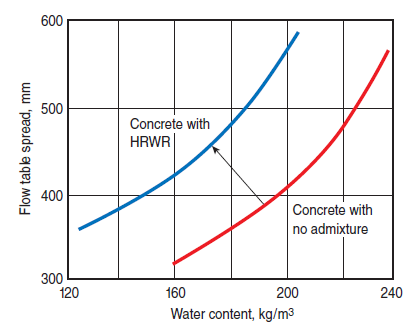 600
500
400
300
Flow table spread, mm
Concrete with
HRWR
Concrete with
no admixture
120
160
200
240
Water content, kg/m³